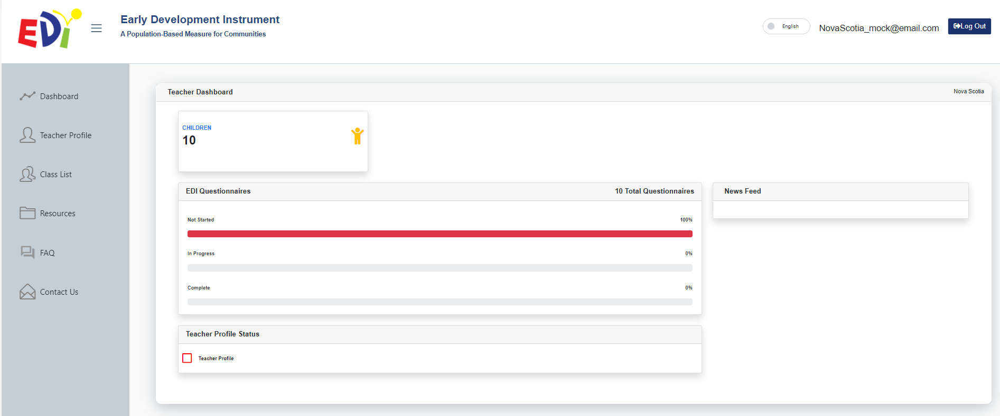 EDi
Early Development Instrument
A Population-Based Measure for Communities
English
NovaScotia_mock@email.com
Log Out
Dashboard
Teacher Profile
Class List
Resources
FAQ
Contact Us
Teacher Dashboard
Nova Scotia
CHILDREN
10
EDI Questionnaires
10 Total Questionnaires
Not Started
100%
In Progress
0%
Complete
0%
News Feed
Teacher Profile Status
Teacher Profile